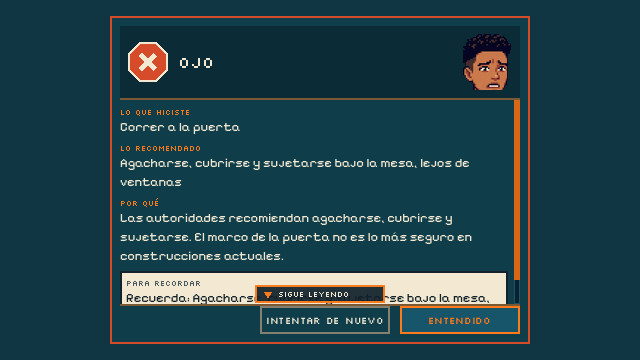 OJO
LO QUE HICISTE
Correr a la puerta
LO RECOMENDADO
Agacharse, cubrirse y sujetarse bajo la mesa, lejos de
ventanas
POR QUÉ
Las autoridades recomiendan agacharse, cubrirse y
sujetarse. El marco de la puerta no es lo más seguro en
construcciones actuales.
PARA RECORDAR
Recuerda: bajo la mesa,
SIGUE LEYENDO
INTENTAR DE NUEVO
ENTENDIDO